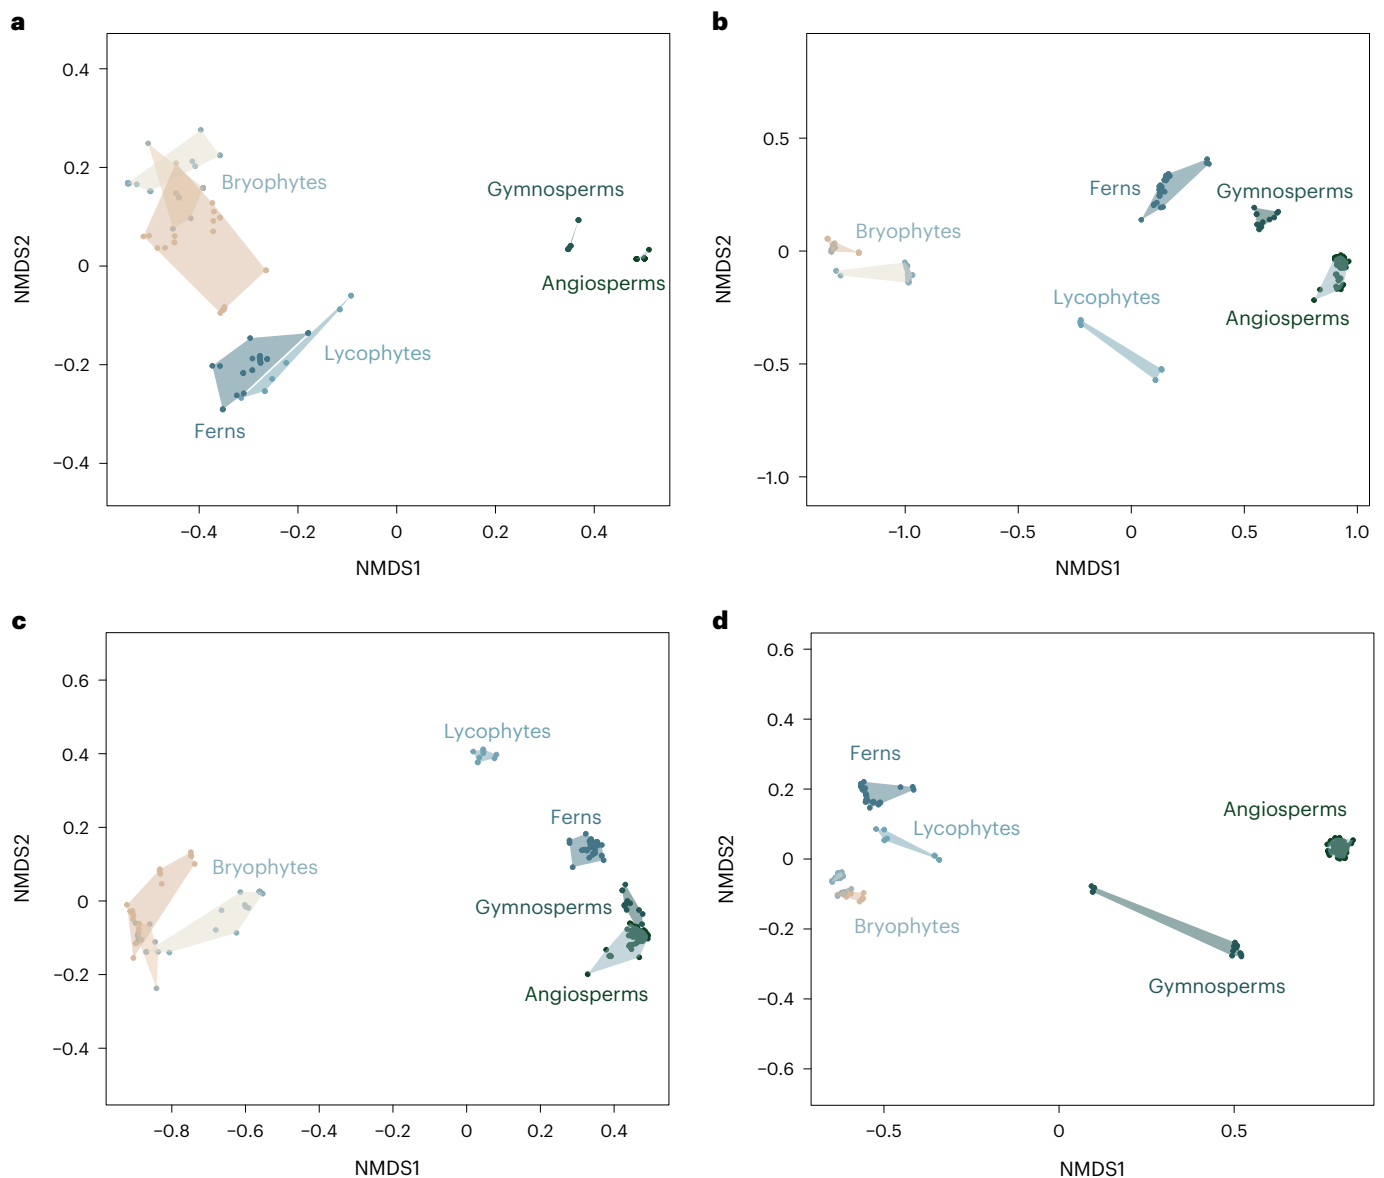 a
0.4
0.2
0
−0.2
−0.4
NMDS2
Bryophytes
Gymnosperms
Angiosperms
Lycophytes
Ferns
−0.4
−0.2
0
0.2
0.4
NMDS1
b
0.5
0
−0.5
−1.0
NMDS2
Ferns
Gymnosperms
Bryophytes
Lycophytes
Angiosperms
−1.0
−0.5
0
0.5
1.0
NMDS1
c
0.6
0.4
0.2
0
−0.2
−0.4
NMDS2
Lycophytes
Ferns
Bryophytes
Gymnosperms
Angiosperms
−0.8
−0.6
−0.4
−0.2
0
0.2
0.4
NMDS1
d
0.6
0.4
0.2
0
−0.2
−0.4
−0.6
NMDS2
Ferns
Angiosperms
Lycophytes
Bryophytes
Gymnosperms
−0.5
0
0.5
NMDS1